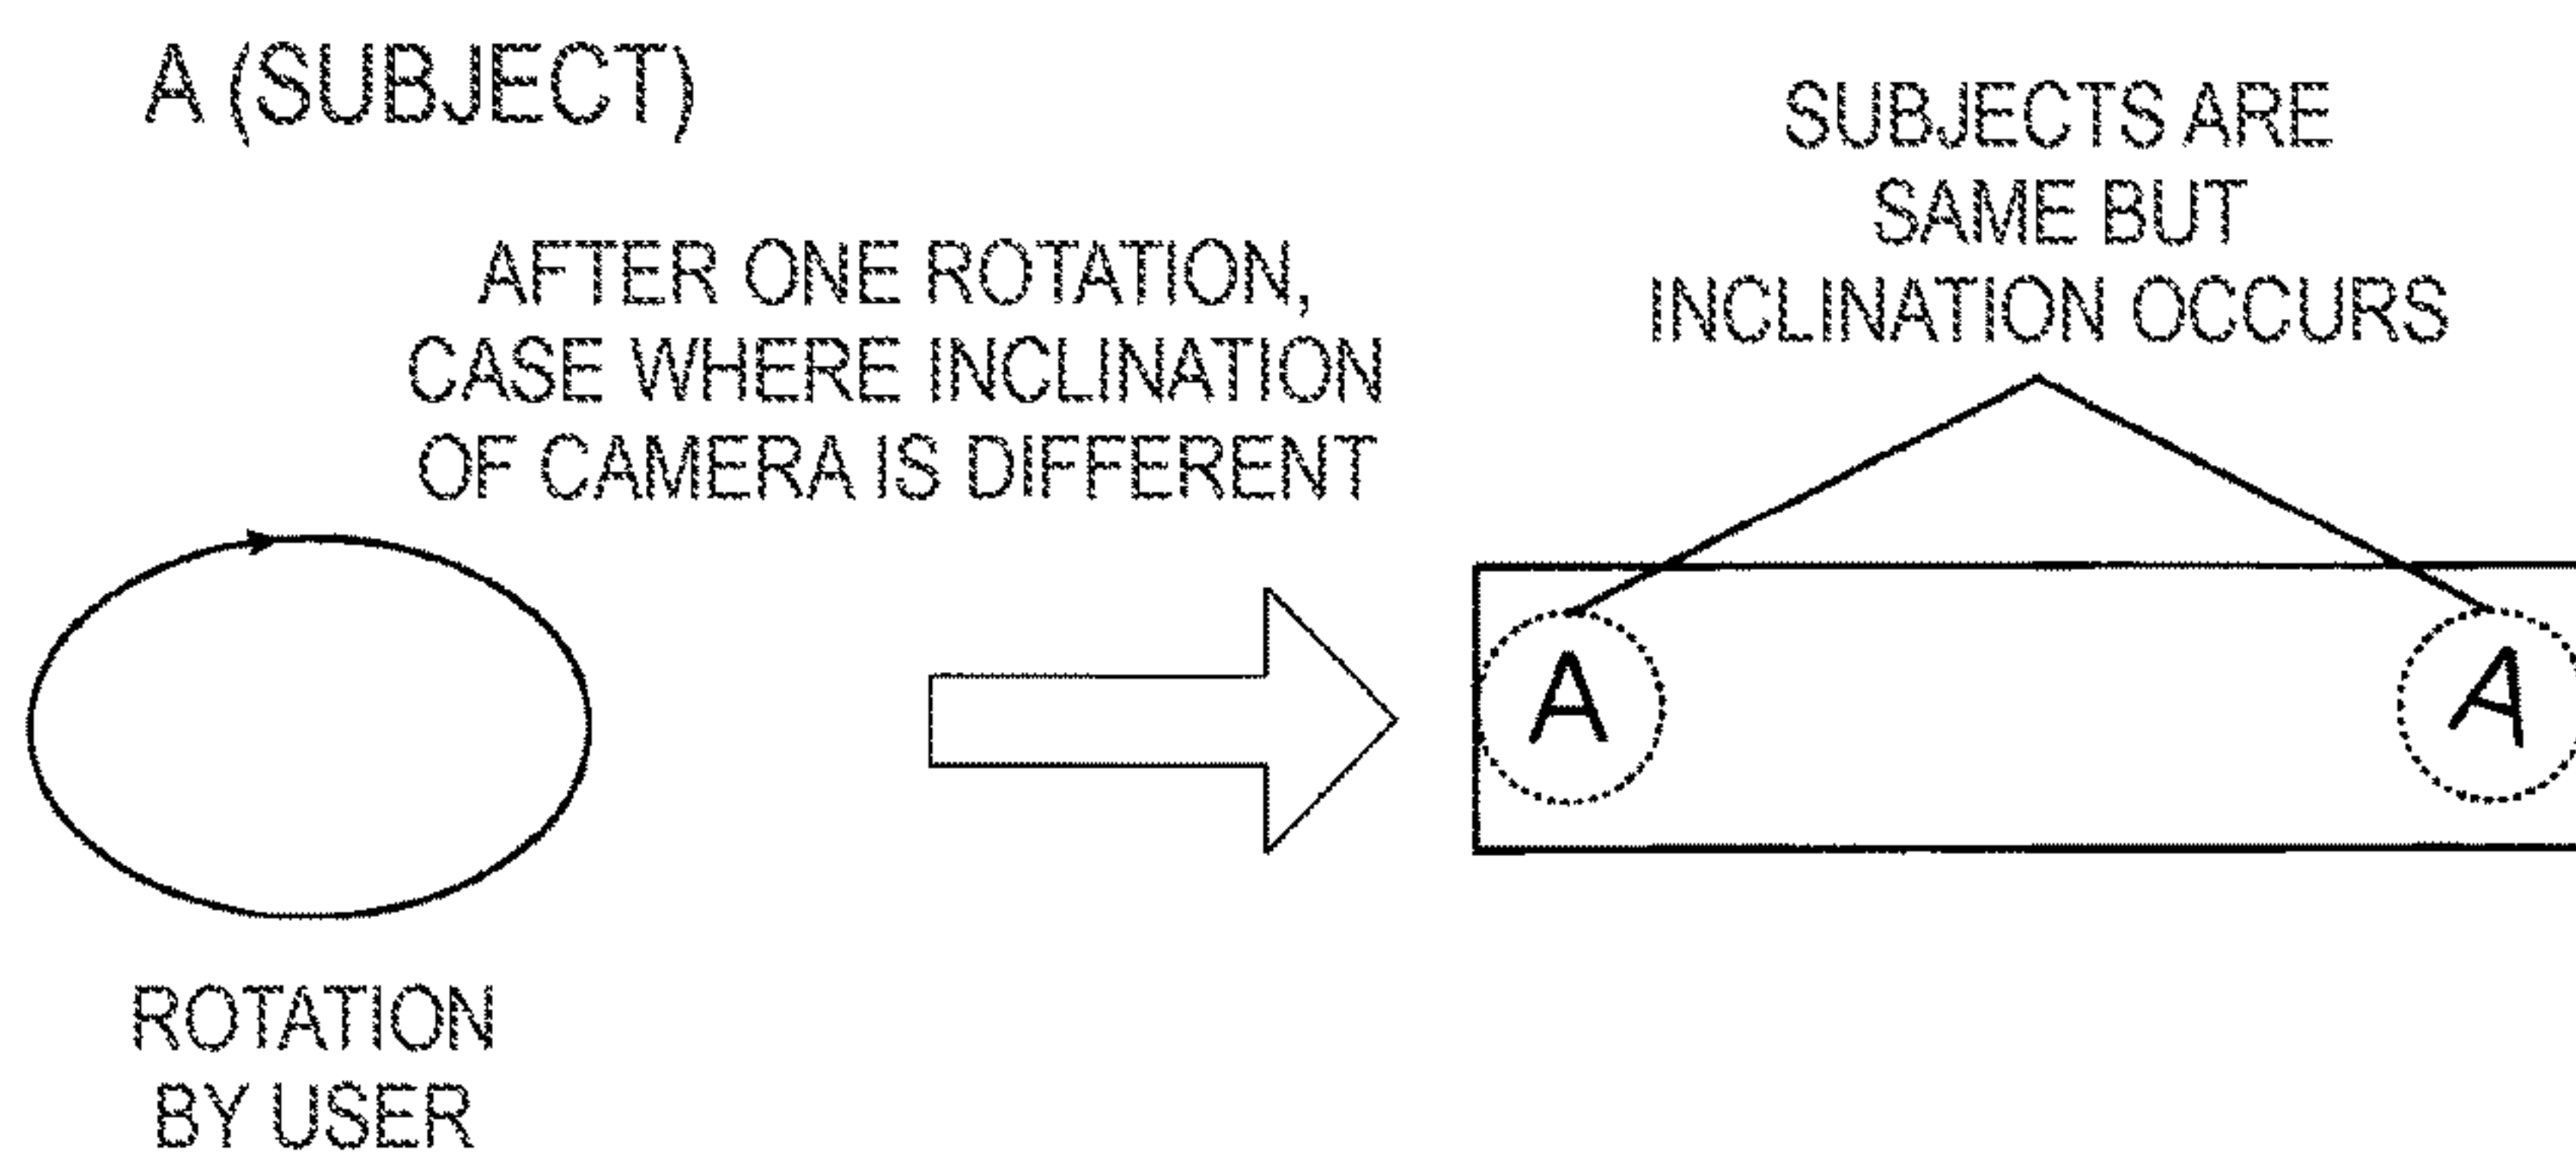 A (SUBJECT)
AFTER ONE ROTATION,
CASE WHERE INCLINATION
OF CAMERA IS DIFFERENT
SUBJECTS ARE
SAME BUT
INCLINATION OCCURS
A
A
ROTATION
BY USER